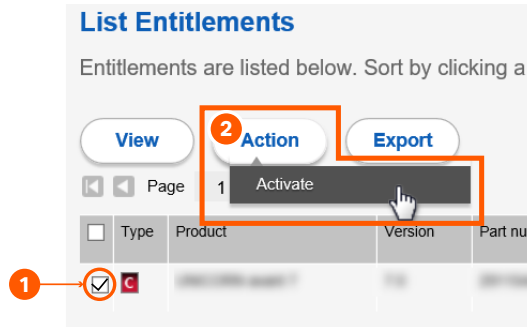 List Entitlements
Entitlements are listed below. Sort by clicking a
View 2 Action Export
Page 1 Activate
Type Product Version Part nu
1 C